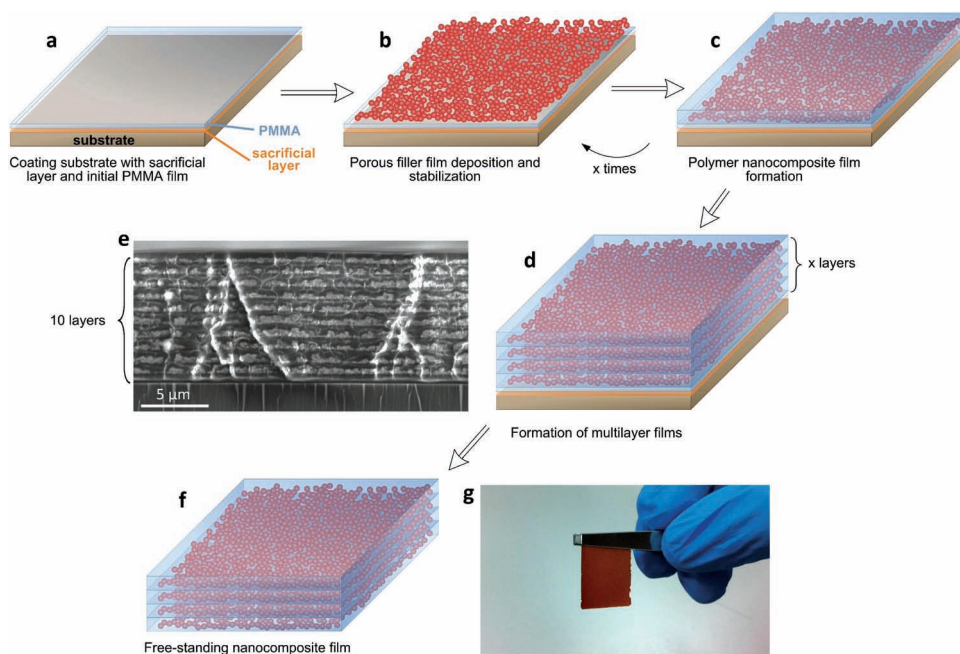 a
PMMA
substrate
sacrificial
layer
Coating substrate with sacrificial
layer and initial PMMA film
b
Porous filler film deposition and
stabilization
x times
c
Polymer nanocomposite film
formation
d
x layers
Formation of multilayer films
e
10 layers
5 μm
f
Free-standing nanocomposite film
g